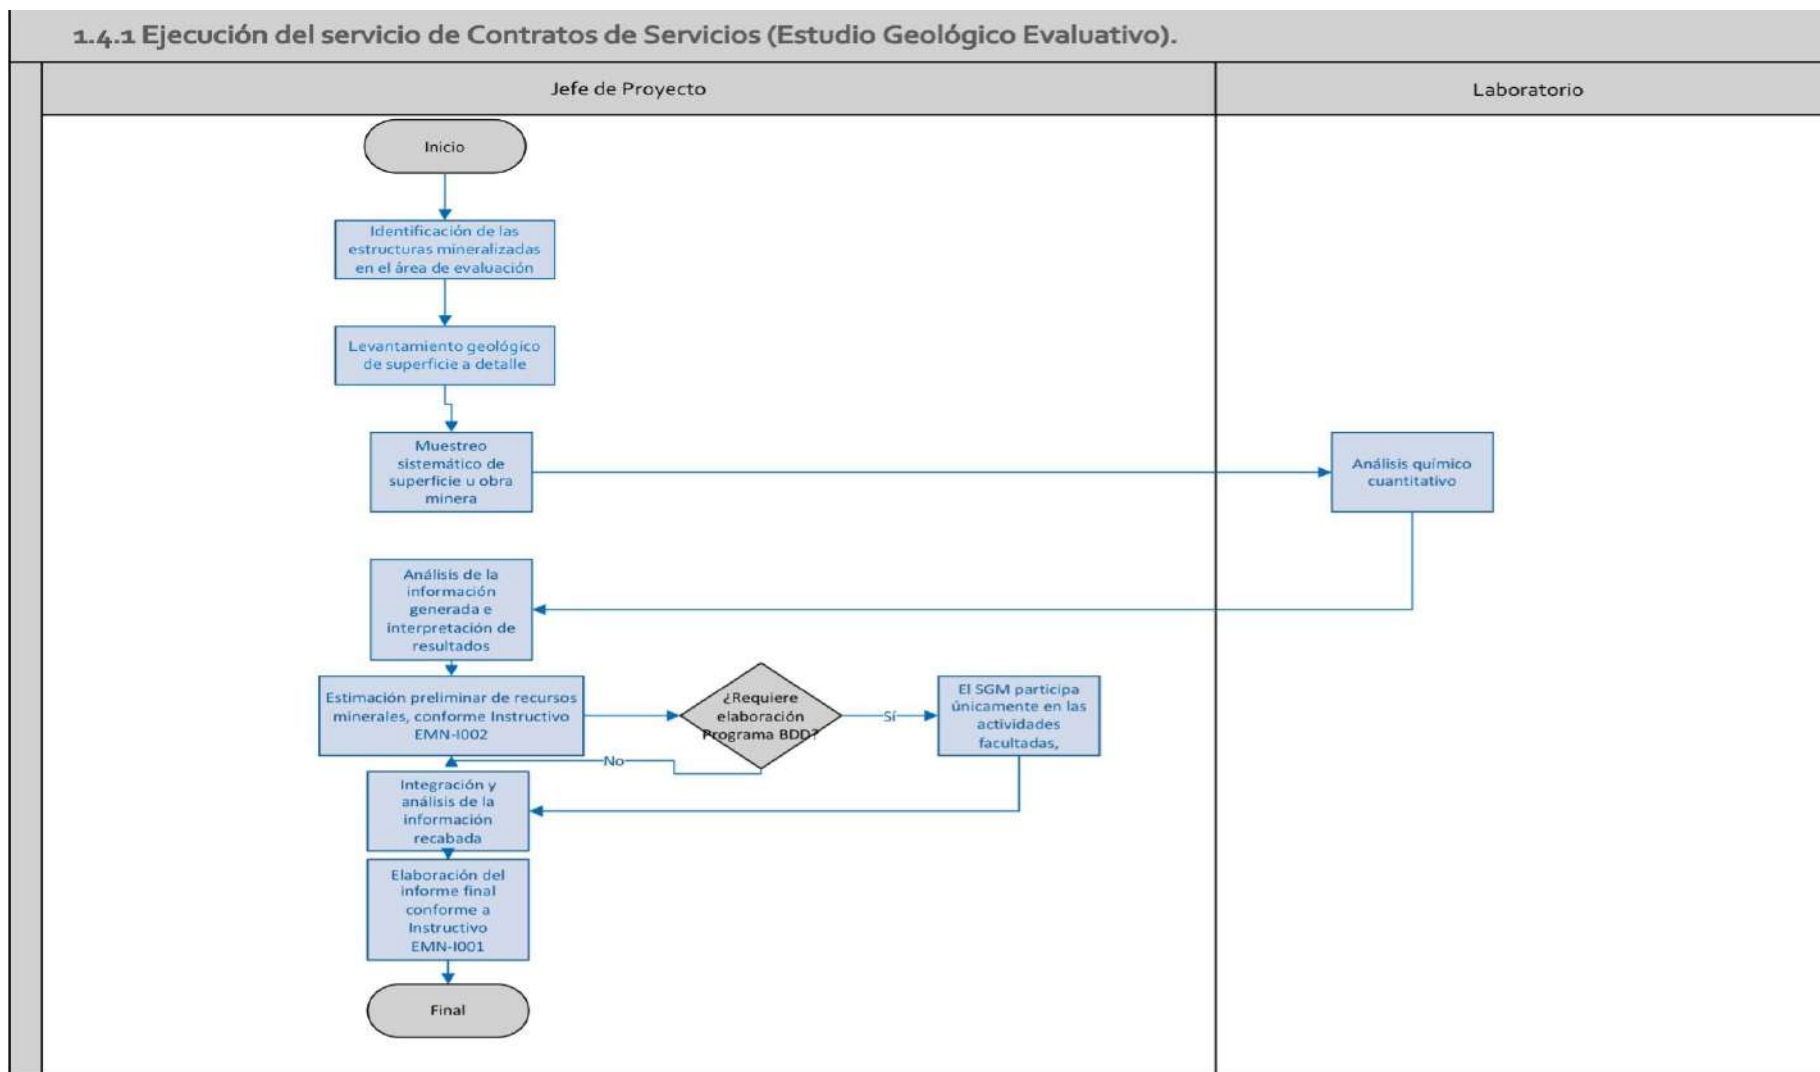 1.4.1 Ejecución del servicio de Contratos de Servicios (Estudio Geológico Evaluativo).
Jefe de Proyecto
Laboratorio
Inicio
Identificación de las
estructuras mineralizadas
en el área de evaluación
Levantamiento geológico
de superficie a detalle
Muestreo
sistemático de
superficie u obra
minera
Análisis químico
cuantitativo
Análisis de la
información
generada e
interpretación de
resultados
Estimación preliminar de recursos
minerales, conforme Instructivo
EMN-I002
¿Requiere
elaboración
Programa BDD?
Sí
El SGM participa
únicamente en las
actividades
facultadas,
No
Integración y
análisis de la
información
recabada
Elaboración del
informe final
conforme a
Instructivo
EMN-I001
Final